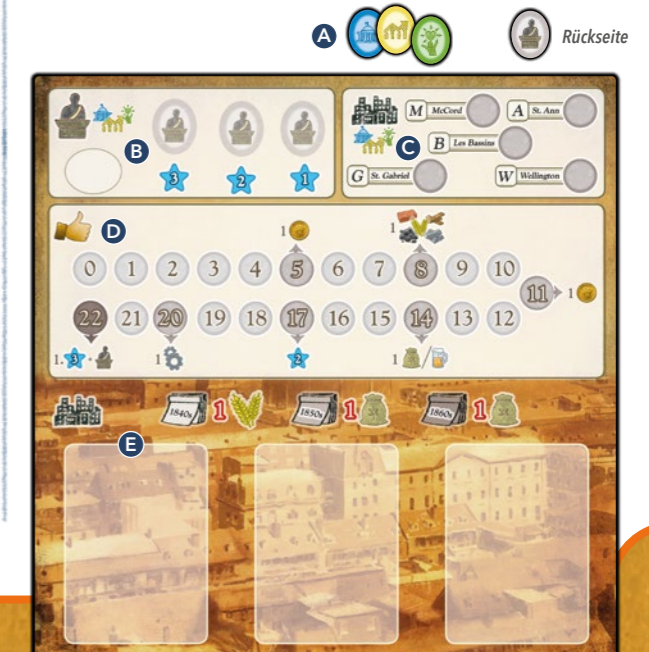 A
Rückseite
B
3
2
1
M McCord
A St. Ann
C
B Les Bassins
G St. Gabriel
W Wellington
D
1
1
0 1 2 3 4 5 6 7 8 9 10
11 1
22 21 20 19 18 17 16 15 14 13 12
1. 3
1
2
1 /
1840s 1
1850s 1
1860s 1
E